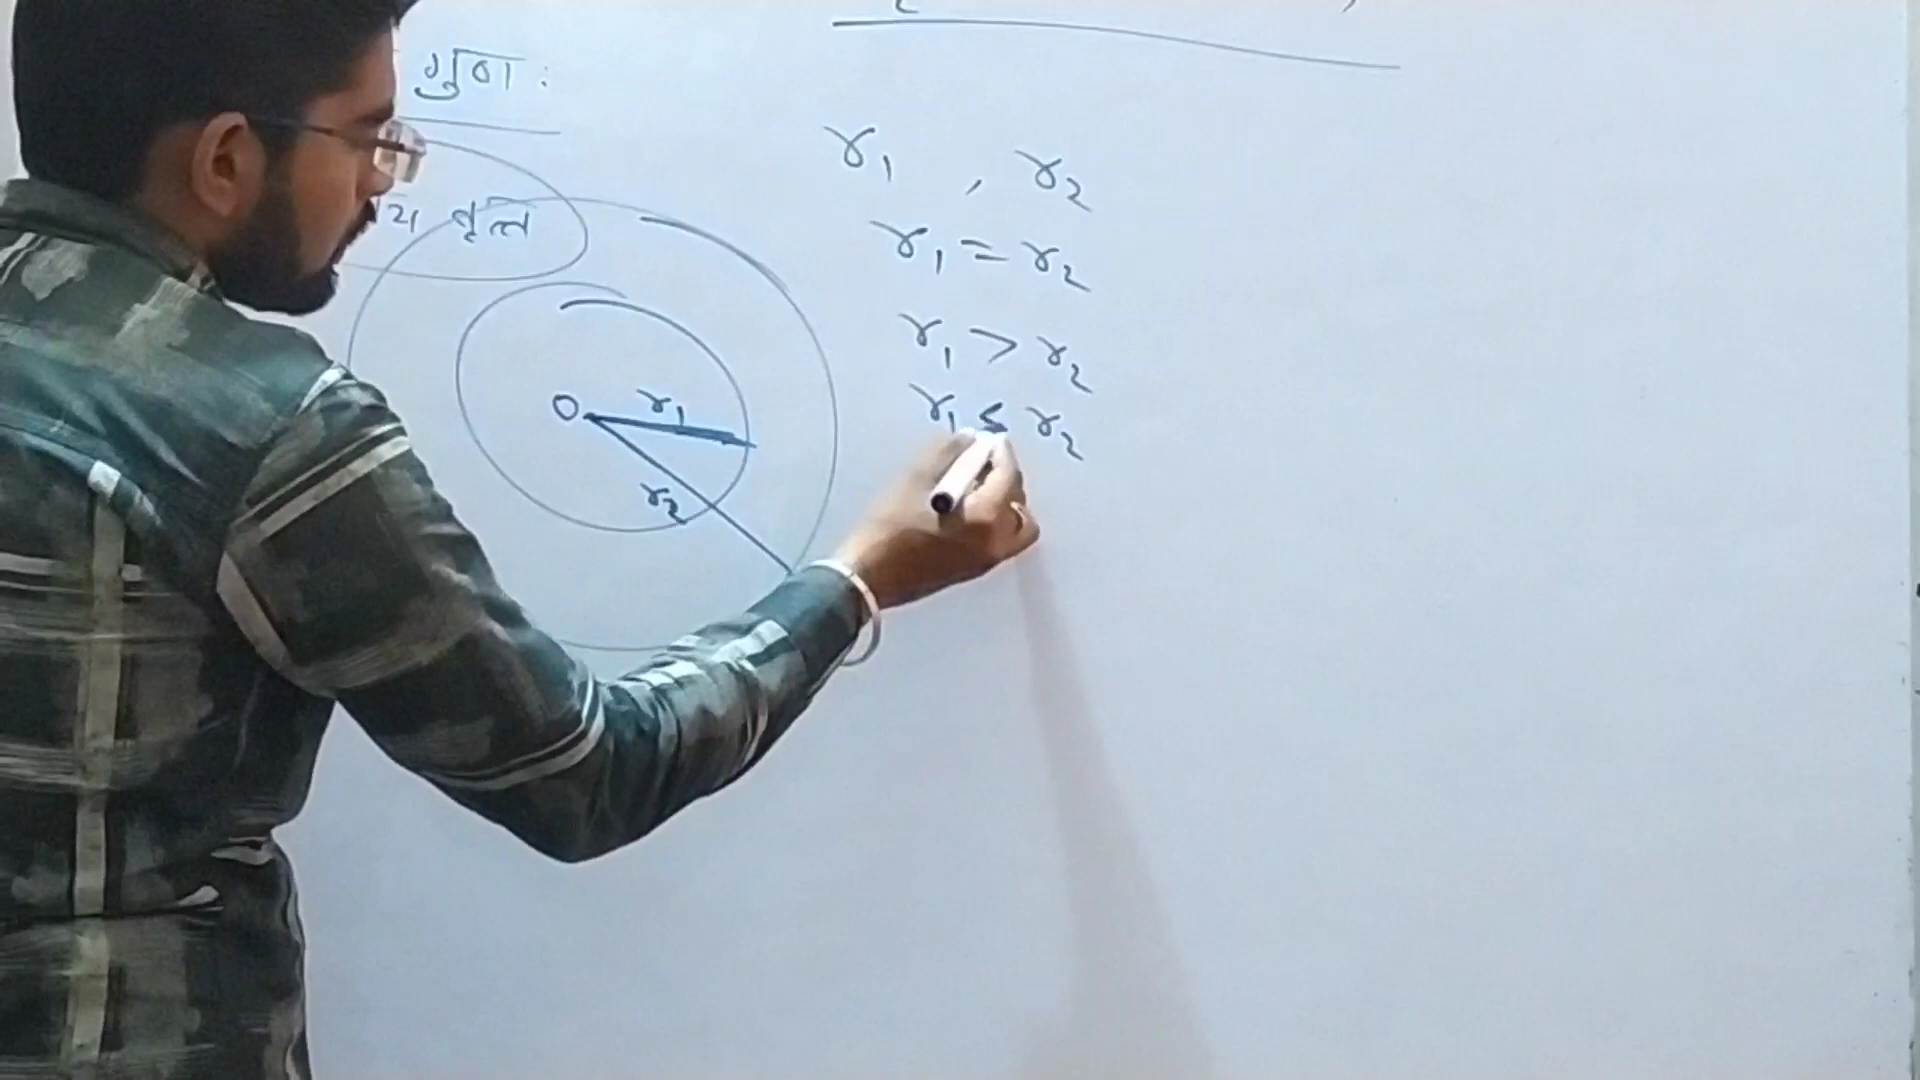 गुण :
वृत्त
O
r₁
r₂
r₁ , r₂
r₁ = r₂
r₁ > r₂
r₁ < r₂